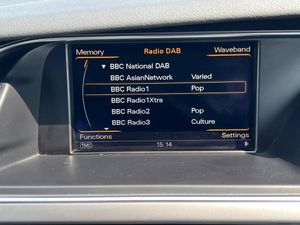 Memory Radio DAB Waveband
BBC National DAB
BBC AsianNetwork Varied
BBC Radio1 Pop
BBC Radio1Xtra
BBC Radio2 Pop
BBC Radio3 Culture
Functions Settings
TMC 15:14